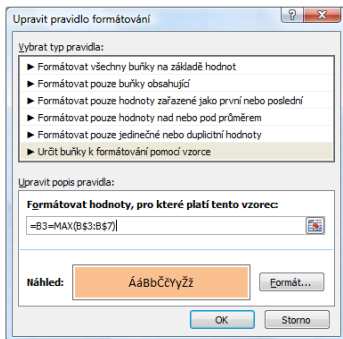 Upravit pravidlo formátování
Vybrat typ pravidla:
► Formátovat všechny buňky na základě hodnot
► Formátovat pouze buňky obsahující
► Formátovat pouze hodnoty zařazené jako první nebo poslední
► Formátovat pouze hodnoty nad nebo pod průměrem
► Formátovat pouze jedinečné nebo duplicitní hodnoty
► Určit buňky k formátování pomocí vzorce
Upravit popis pravidla:
Formátovat hodnoty, pro které platí tento vzorec:
=B3=MAX(B$3:B$7)
Náhled: ÁáBbČčYyŽž Formát...
OK Storno